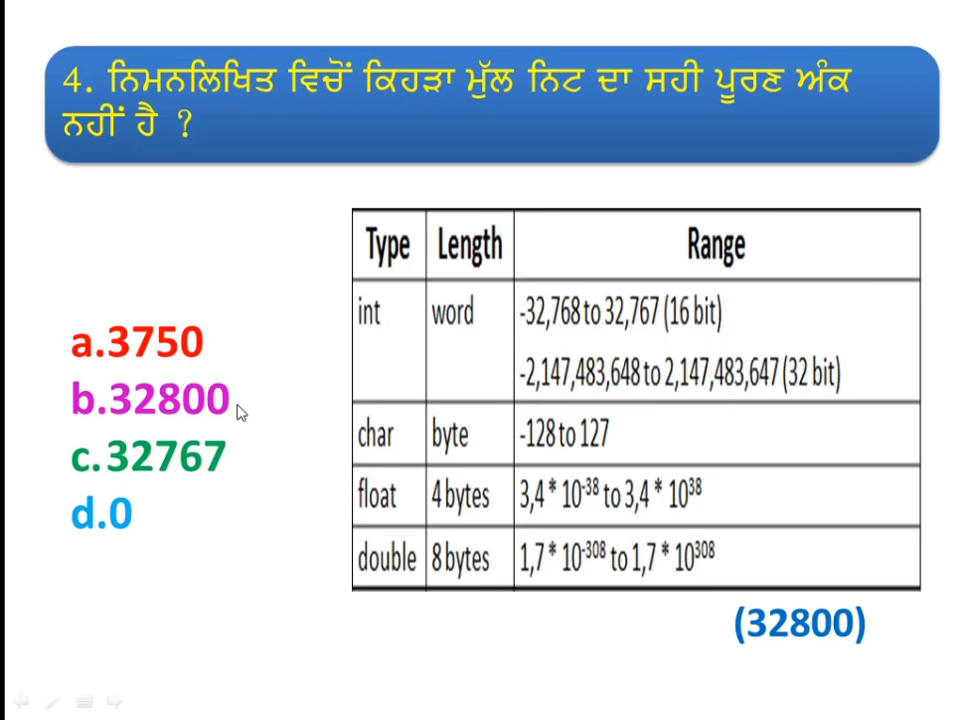 4. ਨਿਮਨਲਿਖਿਤ ਵਿਚੋਂ ਕਿਹੜਾ ਮੁੱਲ ਨਿਟ ਦਾ ਸਹੀ ਪੂਰਣ ਅੰਕ
ਨਹੀਂ ਹੈ ?
a.3750
b.32800
c.32767
d.0
Type Length Range
int word -32,768 to 32,767 (16 bit)
-2,147,483,648 to 2,147,483,647 (32 bit)
char byte -128 to 127
float 4 bytes 3,4 * 10⁻³⁸ to 3,4 * 10³⁸
double 8 bytes 1,7 * 10⁻³⁰⁸ to 1,7 * 10³⁰⁸
(32800)